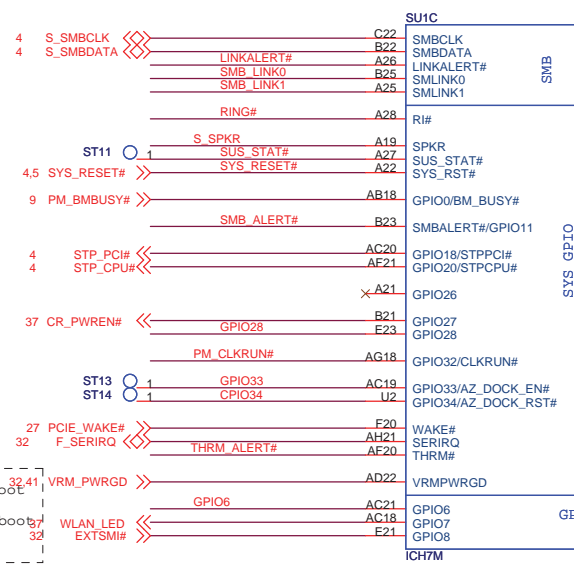 SU1C
4 S_SMBCLK C22 SMBCLK
4 S_SMBDATA B22 SMBDATA
LINKALERT# A26 LINKALERT#
SMB_LINK0 B25 SMLINK0
SMB_LINK1 A25 SMLINK1
SMB
RING# A28 RI#
S_SPKR A19 SPKR
ST11 1 SUS_STAT# A27 SUS_STAT#
4,5 SYS_RESET# SYS_RESET# A22 SYS_RST#
9 PM_BMBUSY# AB18 GPIO0/BM_BUSY#
SMB_ALERT# B23 SMBALERT#/GPIO11
4 STP_PCI# AC20 GPIO18/STPPCI#
4 STP_CPU# AF21 GPIO20/STPCPU#
SYS GPIO
A21 GPIO26
37 CR_PWREN# B21 GPIO27
GPIO28 E23 GPIO28
PM_CLKRUN# AG18 GPIO32/CLKRUN#
ST13 1 GPIO33 AC19 GPIO33/AZ_DOCK_EN#
ST14 1 CPIO34 U2 GPIO34/AZ_DOCK_RST#
27 PCIE_WAKE# F20 WAKE#
32 F_SERIRQ AH21 SERIRQ
THRM_ALERT# AF20 THRM#
32,41 VRM_PWRGD AD22 VRMPWRGD
oot
GPIO6 AC21 GPIO6
oot
37 WLAN_LED AC18 GPIO7
GP
32 EXTSMI# E21 GPIO8
ICH7M